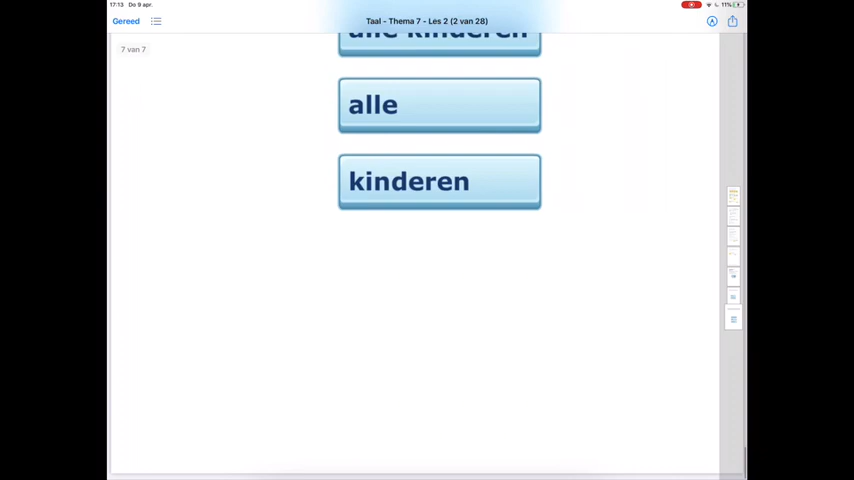 17:13 Do 9 apr.
11%
Gereed
Taal - Thema 7 - Les 2 (2 van 28)
7 van 7
alle kinderen
alle
kinderen